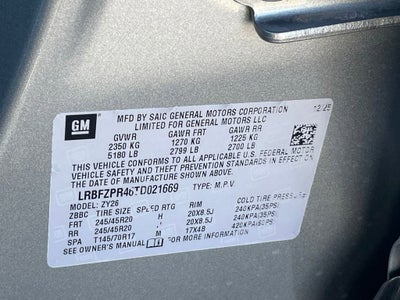 GM
MFD BY SAIC GENERAL MOTORS CORPORATION 12/25
LIMITED FOR GENERAL MOTORS LLC
GVWR GAWR FRT GAWR RR
2350 KG 1270 KG 1225 KG
5180 LB 2799 LB 2700 LB
THIS VEHICLE CONFORMS TO ALL APPLICABLE U.S. FEDERAL MOTOR
VEHICLE SAFETY AND THEFT PREVENTION STANDARDS IN EFFECT ON
THE DATE OF MANUFACTURE SHOWN ABOVE.
TYPE: M.P.V.
MODEL: ZY26
ZBBC TIRE SIZE SPEED RTG RIM COLD TIRE PRESSURE
FRT 245/45R20 // 20X8.5J 240KPA(35PSI)
RR 245/45R20 // 20X8.5J 240KPA(35PSI)
SPA T145/70R17 M 17X4B 420KPA(60PSI)
SEE OWNER'S MANUAL FOR MORE INFORMATION